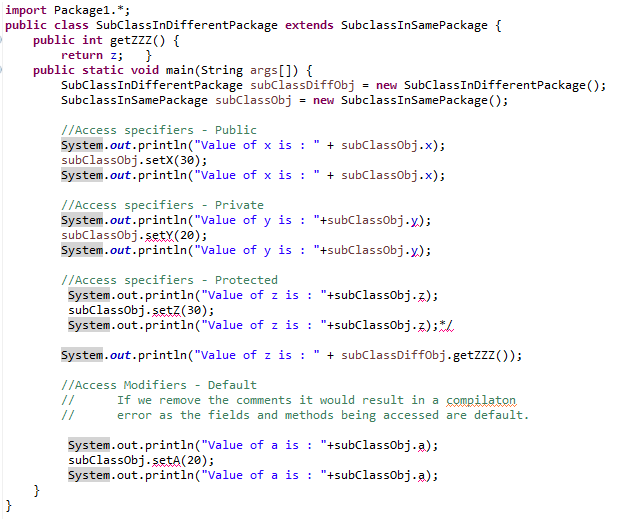 import Package1.*;
public class SubClassInDifferentPackage extends SubclassInSamePackage {
    public int getZZZ() {
        return z;   }
    public static void main(String args[]) {
        SubClassInDifferentPackage subClassDiffObj = new SubClassInDifferentPackage();
        SubclassInSamePackage subClassObj = new SubclassInSamePackage();

        //Access specifiers - Public
        System.out.println("Value of x is : " + subClassObj.x);
        subClassObj.setX(30);
        System.out.println("Value of x is : " + subClassObj.x);

        //Access specifiers - Private
        System.out.println("Value of y is : "+subClassObj.y);
        subClassObj.setY(20);
        System.out.println("Value of y is : "+subClassObj.y);

        //Access specifiers - Protected
         System.out.println("Value of z is : "+subClassObj.z);
         subClassObj.setZ(30);
         System.out.println("Value of z is : "+subClassObj.z);*/

        System.out.println("Value of z is : " + subClassDiffObj.getZZZ());

        //Access Modifiers - Default
        //      If we remove the comments it would result in a compilaton
        //      error as the fields and methods being accessed are default.

         System.out.println("Value of a is : "+subClassObj.a);
         subClassObj.setA(20);
         System.out.println("Value of a is : "+subClassObj.a);
    }
}